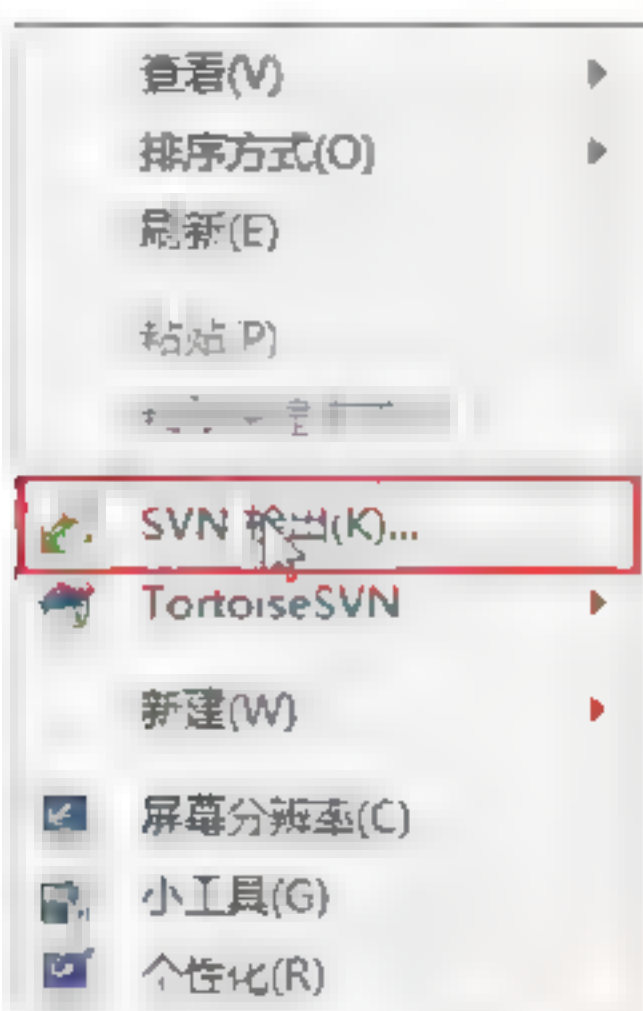 查看(V)
排序方式(O)
刷新(E)
粘贴(P)
SVN 检出(K)...
TortoiseSVN
新建(W)
屏幕分辨率(C)
小工具(G)
个性化(R)